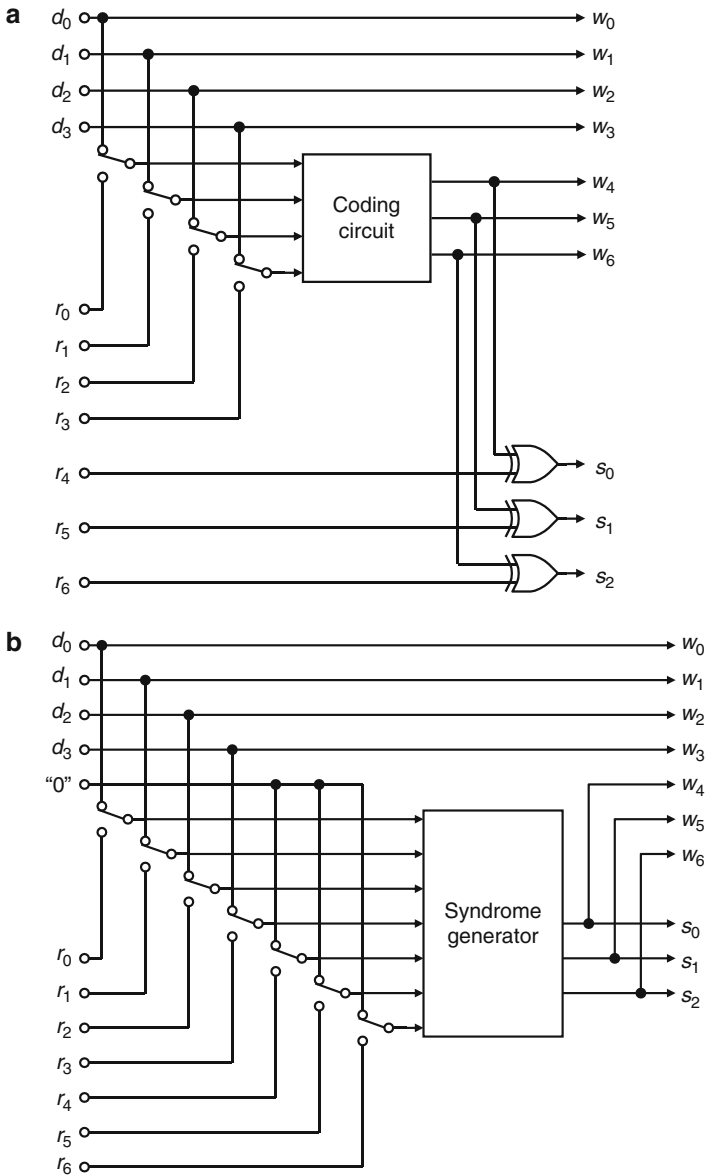 a
d0 w0
d1 w1
d2 w2
d3 w3
Coding
circuit
w4
w5
w6
r0
r1
r2
r3
r4 s0
r5 s1
r6 s2
b
d0 w0
d1 w1
d2 w2
d3 w3
“0” w4
w5
w6
Syndrome
generator
s0
s1
s2
r0
r1
r2
r3
r4
r5
r6